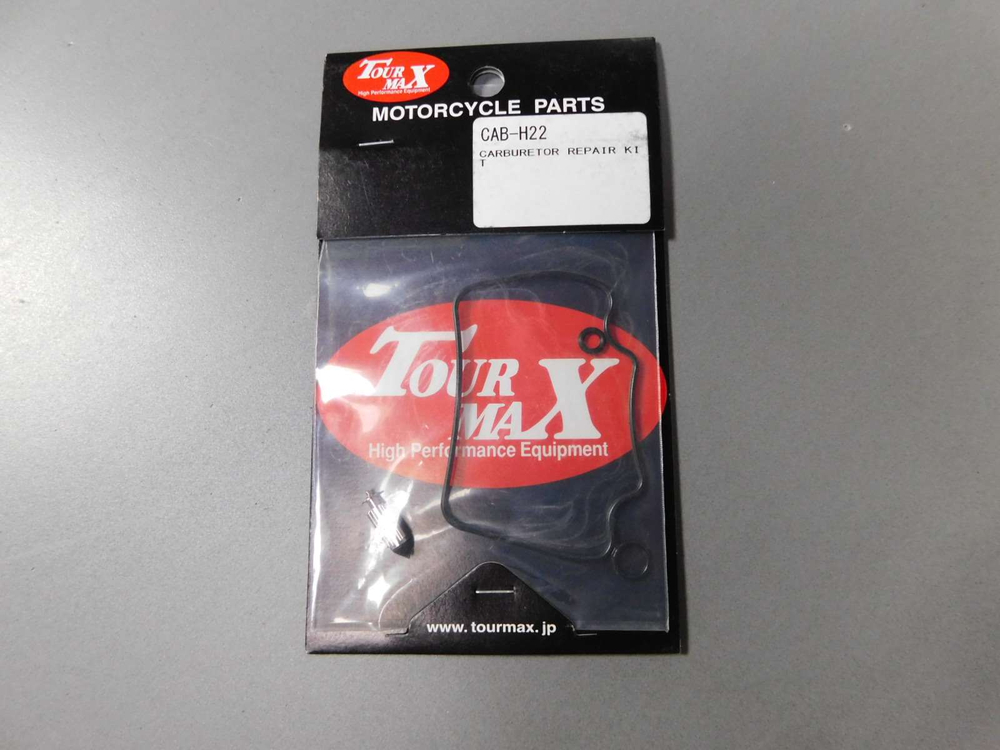 TOUR
MAX
High Performance Equipment
MOTORCYCLE PARTS
CAB-H22
CARBURETOR REPAIR KI
T
TOUR
MAX
High Performance Equipment
www.tourmax.jp